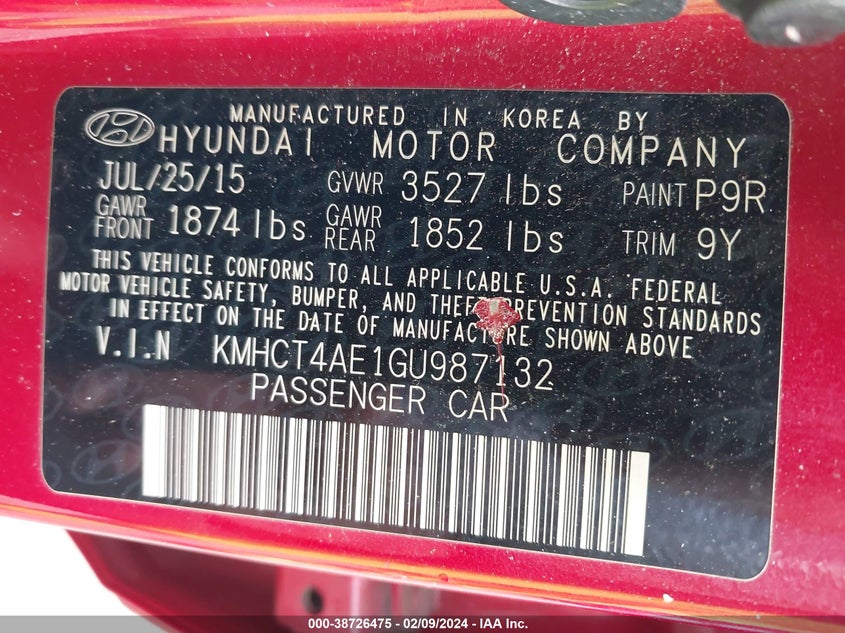 MANUFACTURED IN KOREA BY
HYUNDAI MOTOR COMPANY
JUL/25/15 GVWR 3527 lbs PAINT P9R
GAWR FRONT 1874 lbs GAWR REAR 1852 lbs TRIM 9Y
THIS VEHICLE CONFORMS TO ALL APPLICABLE U.S.A. FEDERAL
MOTOR VEHICLE SAFETY, BUMPER, AND THEFT PREVENTION STANDARDS
IN EFFECT ON THE DATE OF MANUFACTURE SHOWN ABOVE
V.I.N KMHCT4AE1GU987132
PASSENGER CAR
000-38726475 - 02/09/2024 - IAA Inc.